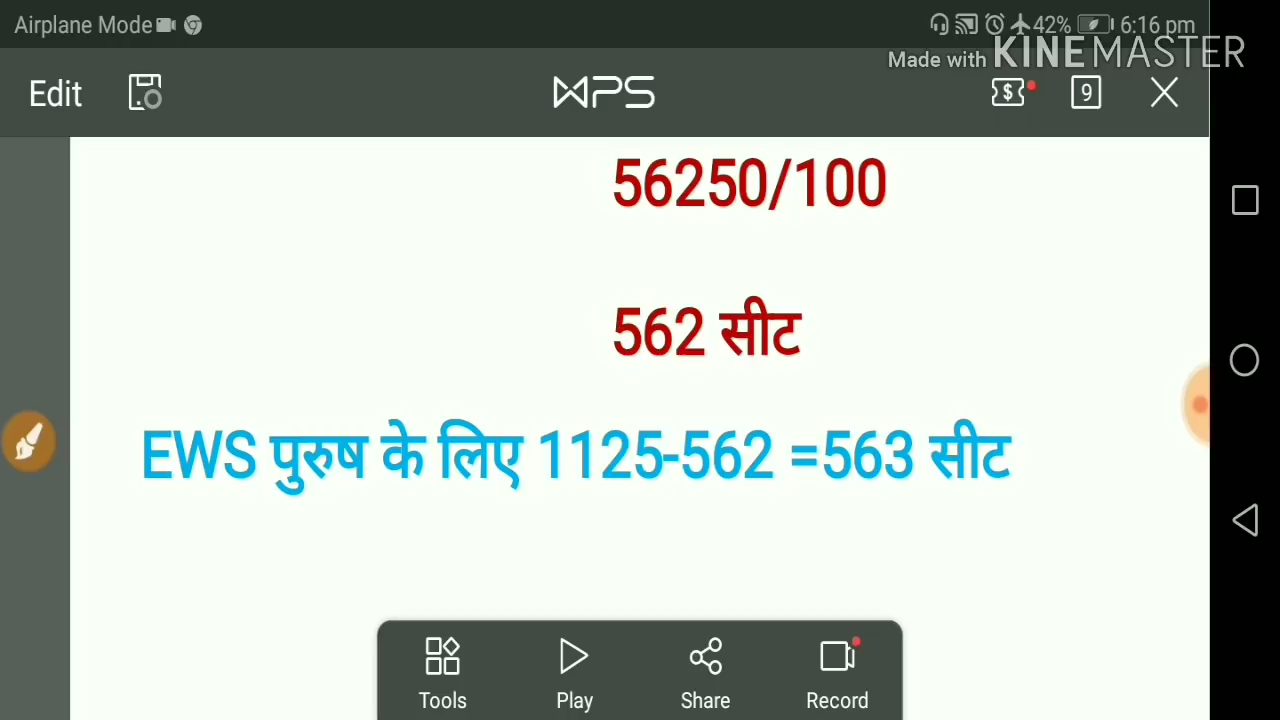 Airplane Mode 42% 6:16 pm
Made with KINEMASTER
Edit WPS $ 9
56250/100
562 सीट
EWS पुरुष के लिए 1125-562 =563 सीट
Tools Play Share Record